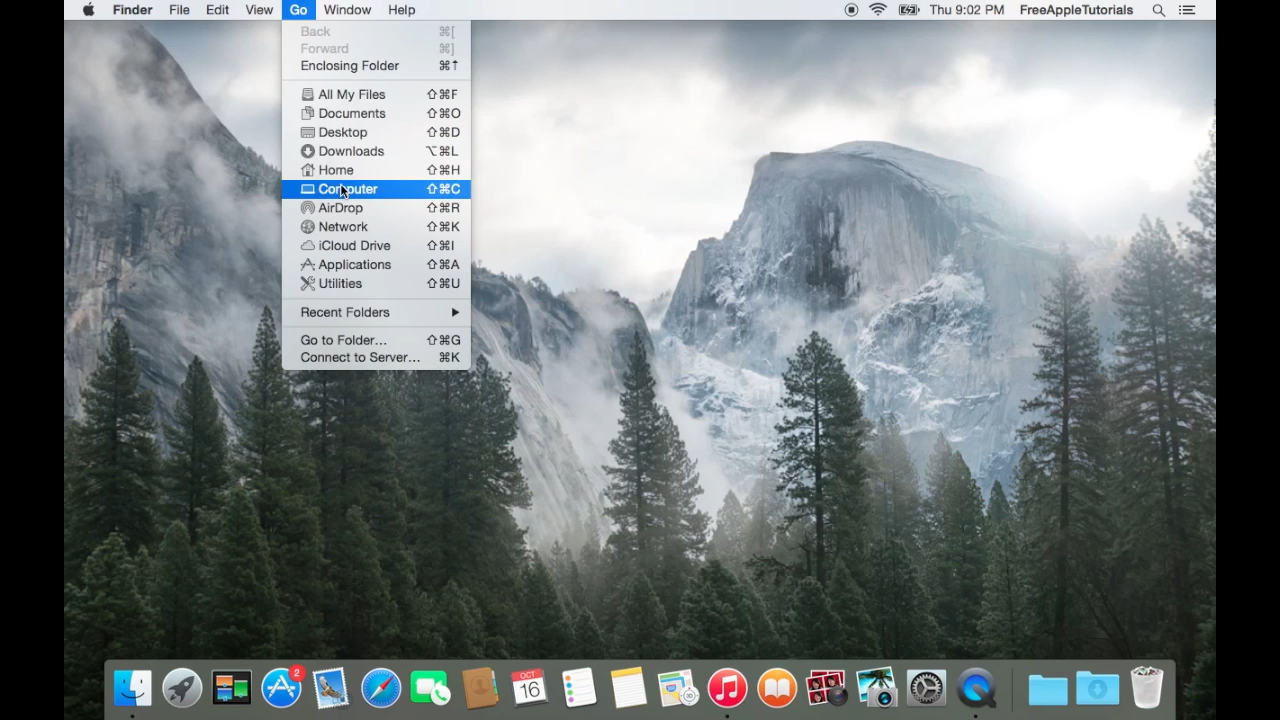 Finder File Edit View Go Window Help Thu 9:02 PM FreeAppleTutorials
Back ⌘[
Forward ⌘]
Enclosing Folder ⌘↑
All My Files ⇧⌘F
Documents ⇧⌘O
Desktop ⇧⌘D
Downloads ⌥⌘L
Home ⇧⌘H
Computer ⇧⌘C
AirDrop ⇧⌘R
Network ⇧⌘K
iCloud Drive ⇧⌘I
Applications ⇧⌘A
Utilities ⇧⌘U
Recent Folders ▶
Go to Folder... ⇧⌘G
Connect to Server... ⌘K
2
OCT
16